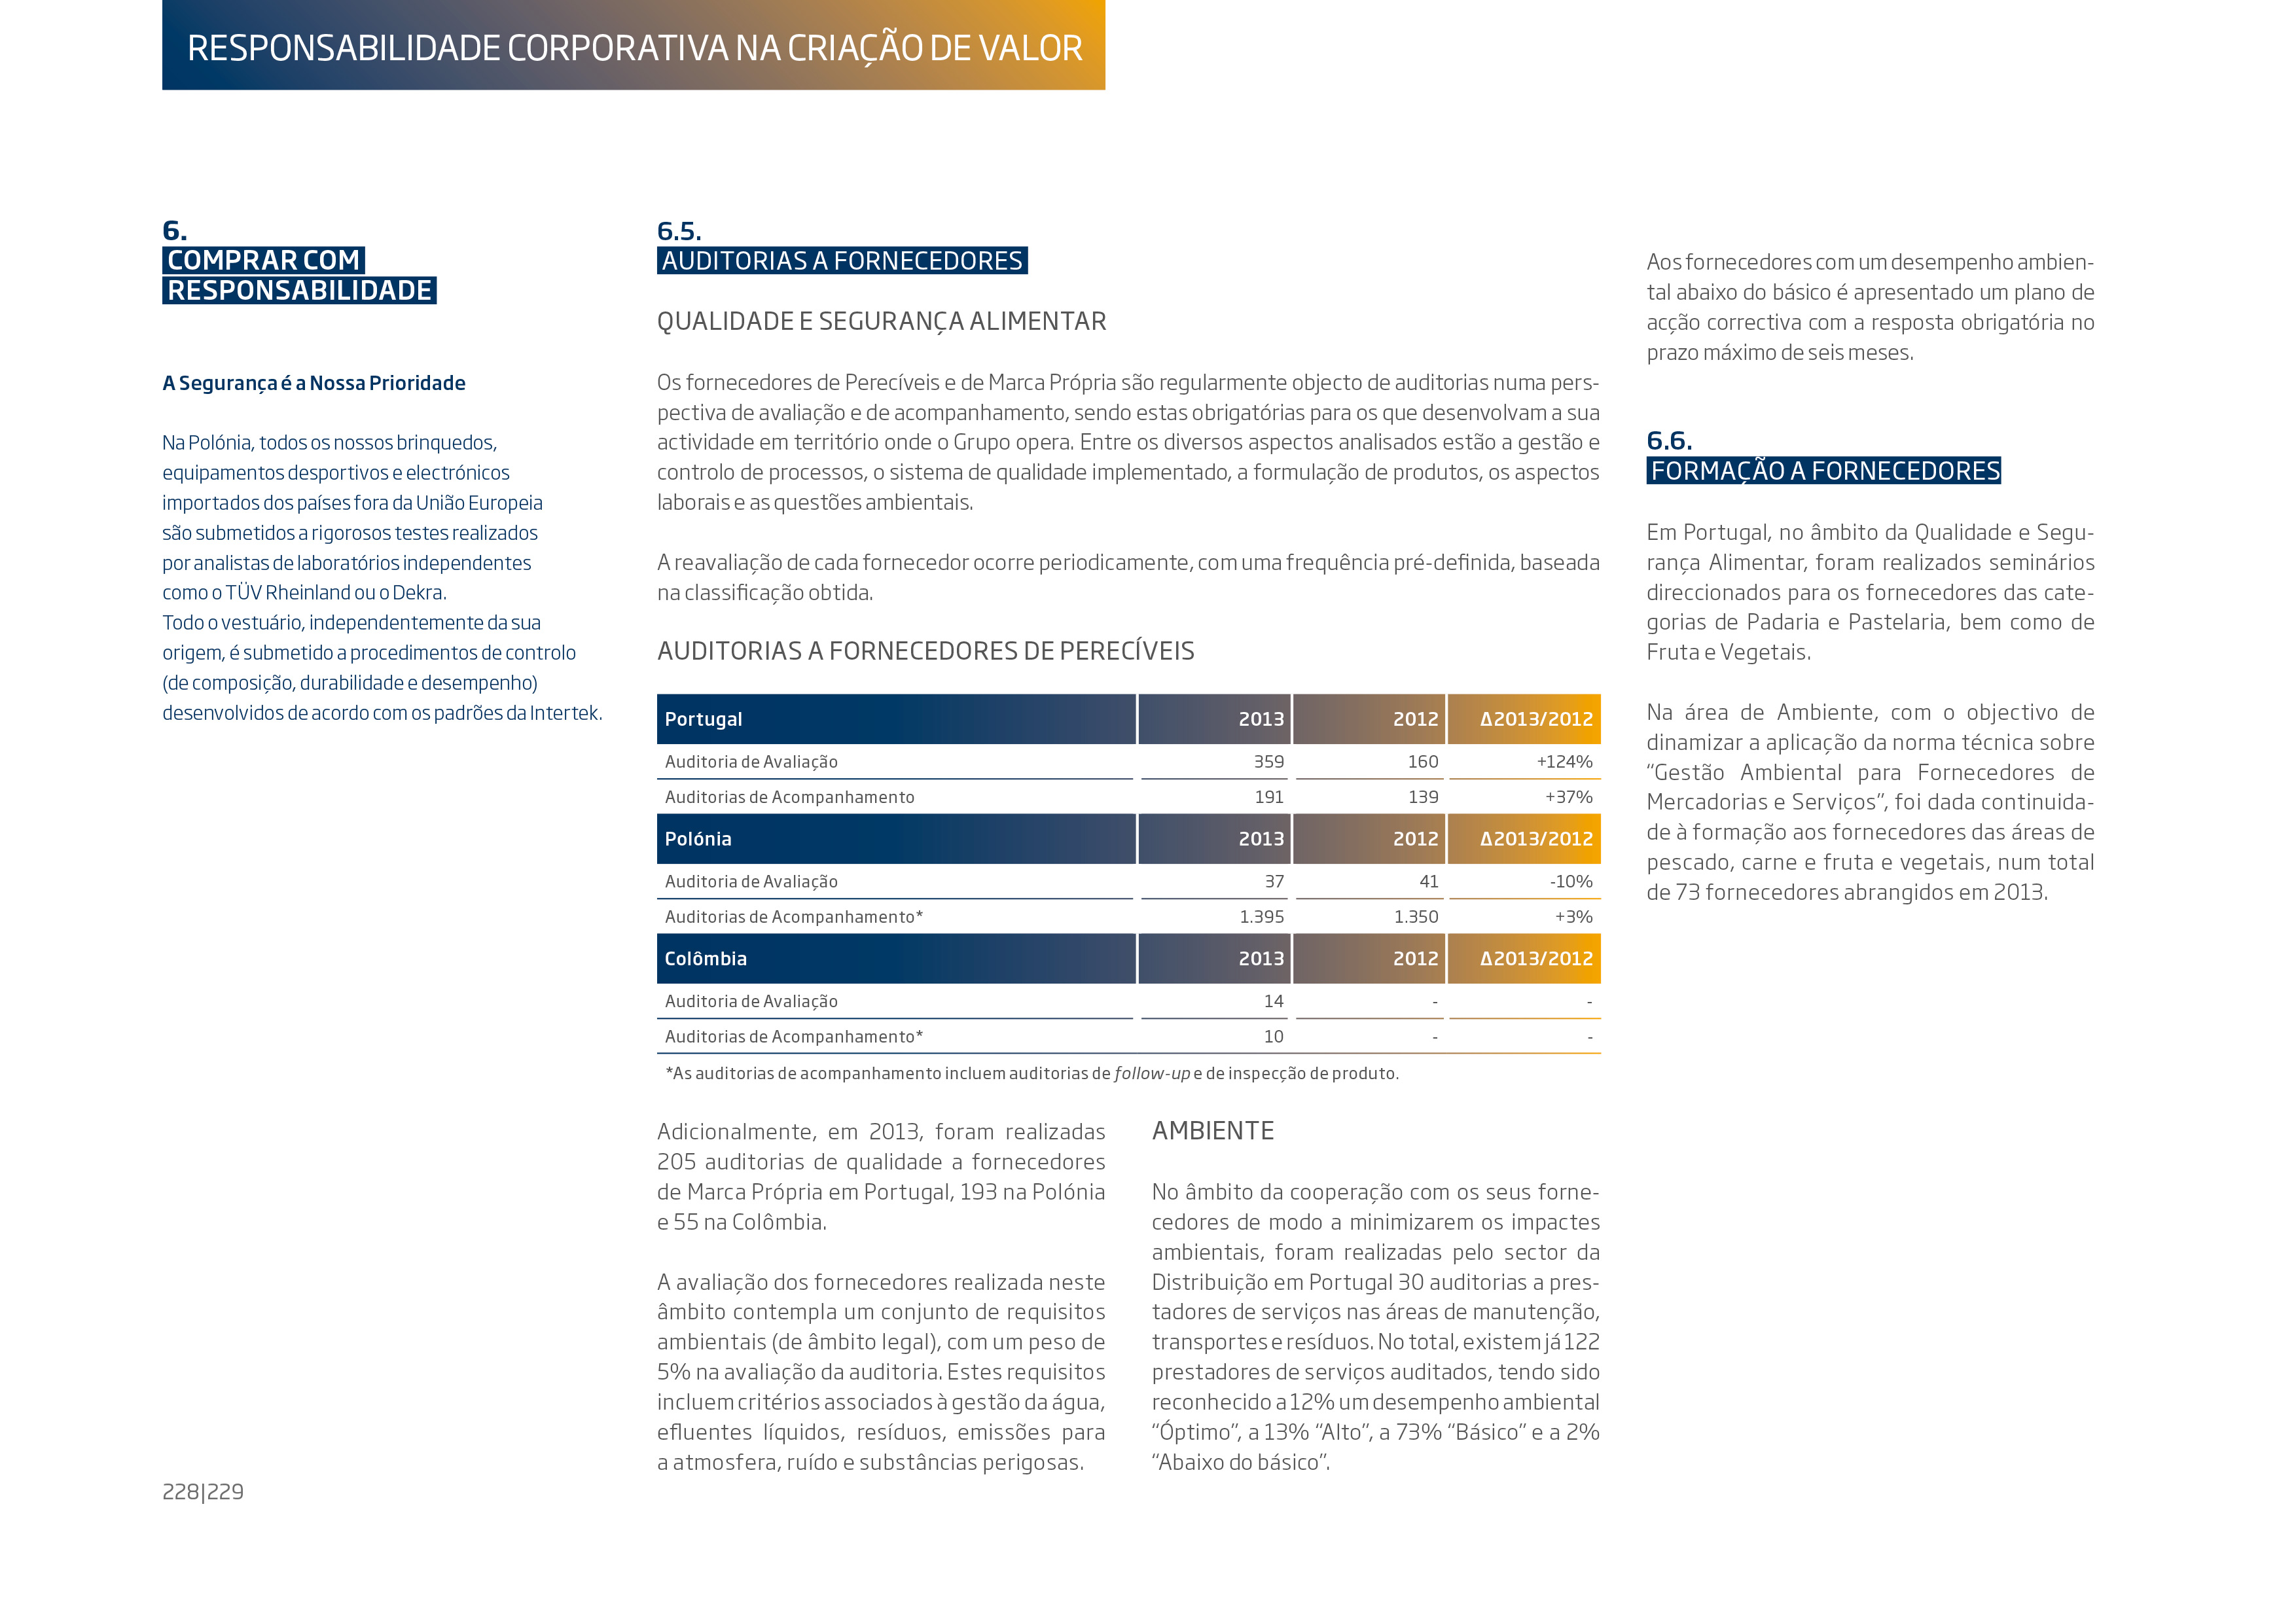 RESPONSABILIDADE CORPORATIVA NA CRIAÇÃO DE VALOR
6.
COMPRAR COM
RESPONSABILIDADE
A Segurança é a Nossa Prioridade
Na Polónia, todos os nossos brinquedos,
equipamentos desportivos e electrónicos
importados dos países fora da União Europeia
são submetidos a rigorosos testes realizados
por analistas de laboratórios independentes
como o TÜV Rheinland ou o Dekra.
Todo o vestuário, independentemente da sua
origem, é submetido a procedimentos de controlo
(de composição, durabilidade e desempenho)
desenvolvidos de acordo com os padrões da Intertek.
6.5.
AUDITORIAS A FORNECEDORES
QUALIDADE E SEGURANÇA ALIMENTAR
Os fornecedores de Perecíveis e de Marca Própria são regularmente objecto de auditorias numa pers-
pectiva de avaliação e de acompanhamento, sendo estas obrigatórias para os que desenvolvam a sua
actividade em território onde o Grupo opera. Entre os diversos aspectos analisados estão a gestão e
controlo de processos, o sistema de qualidade implementado, a formulação de produtos, os aspectos
laborais e as questões ambientais.
A reavaliação de cada fornecedor ocorre periodicamente, com uma frequência pré-definida, baseada
na classificação obtida.
AUDITORIAS A FORNECEDORES DE PERECÍVEIS
Portugal 2013 2012 Δ2013/2012
Auditoria de Avaliação 359 160 +124%
Auditorias de Acompanhamento 191 139 +37%
Polónia 2013 2012 Δ2013/2012
Auditoria de Avaliação 37 41 -10%
Auditorias de Acompanhamento* 1.395 1.350 +3%
Colômbia 2013 2012 Δ2013/2012
Auditoria de Avaliação 14 - -
Auditorias de Acompanhamento* 10 - -
*As auditorias de acompanhamento incluem auditorias de follow-up e de inspecção de produto.
Adicionalmente, em 2013, foram realizadas
205 auditorias de qualidade a fornecedores
de Marca Própria em Portugal, 193 na Polónia
e 55 na Colômbia.
A avaliação dos fornecedores realizada neste
âmbito contempla um conjunto de requisitos
ambientais (de âmbito legal), com um peso de
5% na avaliação da auditoria. Estes requisitos
incluem critérios associados à gestão da água,
efluentes líquidos, resíduos, emissões para
a atmosfera, ruído e substâncias perigosas.
AMBIENTE
No âmbito da cooperação com os seus forne-
cedores de modo a minimizarem os impactes
ambientais, foram realizadas pelo sector da
Distribuição em Portugal 30 auditorias a pres-
tadores de serviços nas áreas de manutenção,
transportes e resíduos. No total, existem já 122
prestadores de serviços auditados, tendo sido
reconhecido a 12% um desempenho ambiental
“Óptimo”, a 13% “Alto”, a 73% “Básico” e a 2%
“Abaixo do básico”.
Aos fornecedores com um desempenho ambien-
tal abaixo do básico é apresentado um plano de
acção correctiva com a resposta obrigatória no
prazo máximo de seis meses.
6.6.
FORMAÇÃO A FORNECEDORES
Em Portugal, no âmbito da Qualidade e Segu-
rança Alimentar, foram realizados seminários
direccionados para os fornecedores das cate-
gorias de Padaria e Pastelaria, bem como de
Fruta e Vegetais.
Na área de Ambiente, com o objectivo de
dinamizar a aplicação da norma técnica sobre
“Gestão Ambiental para Fornecedores de
Mercadorias e Serviços”, foi dada continuida-
de à formação aos fornecedores das áreas de
pescado, carne e fruta e vegetais, num total
de 73 fornecedores abrangidos em 2013.
228|229